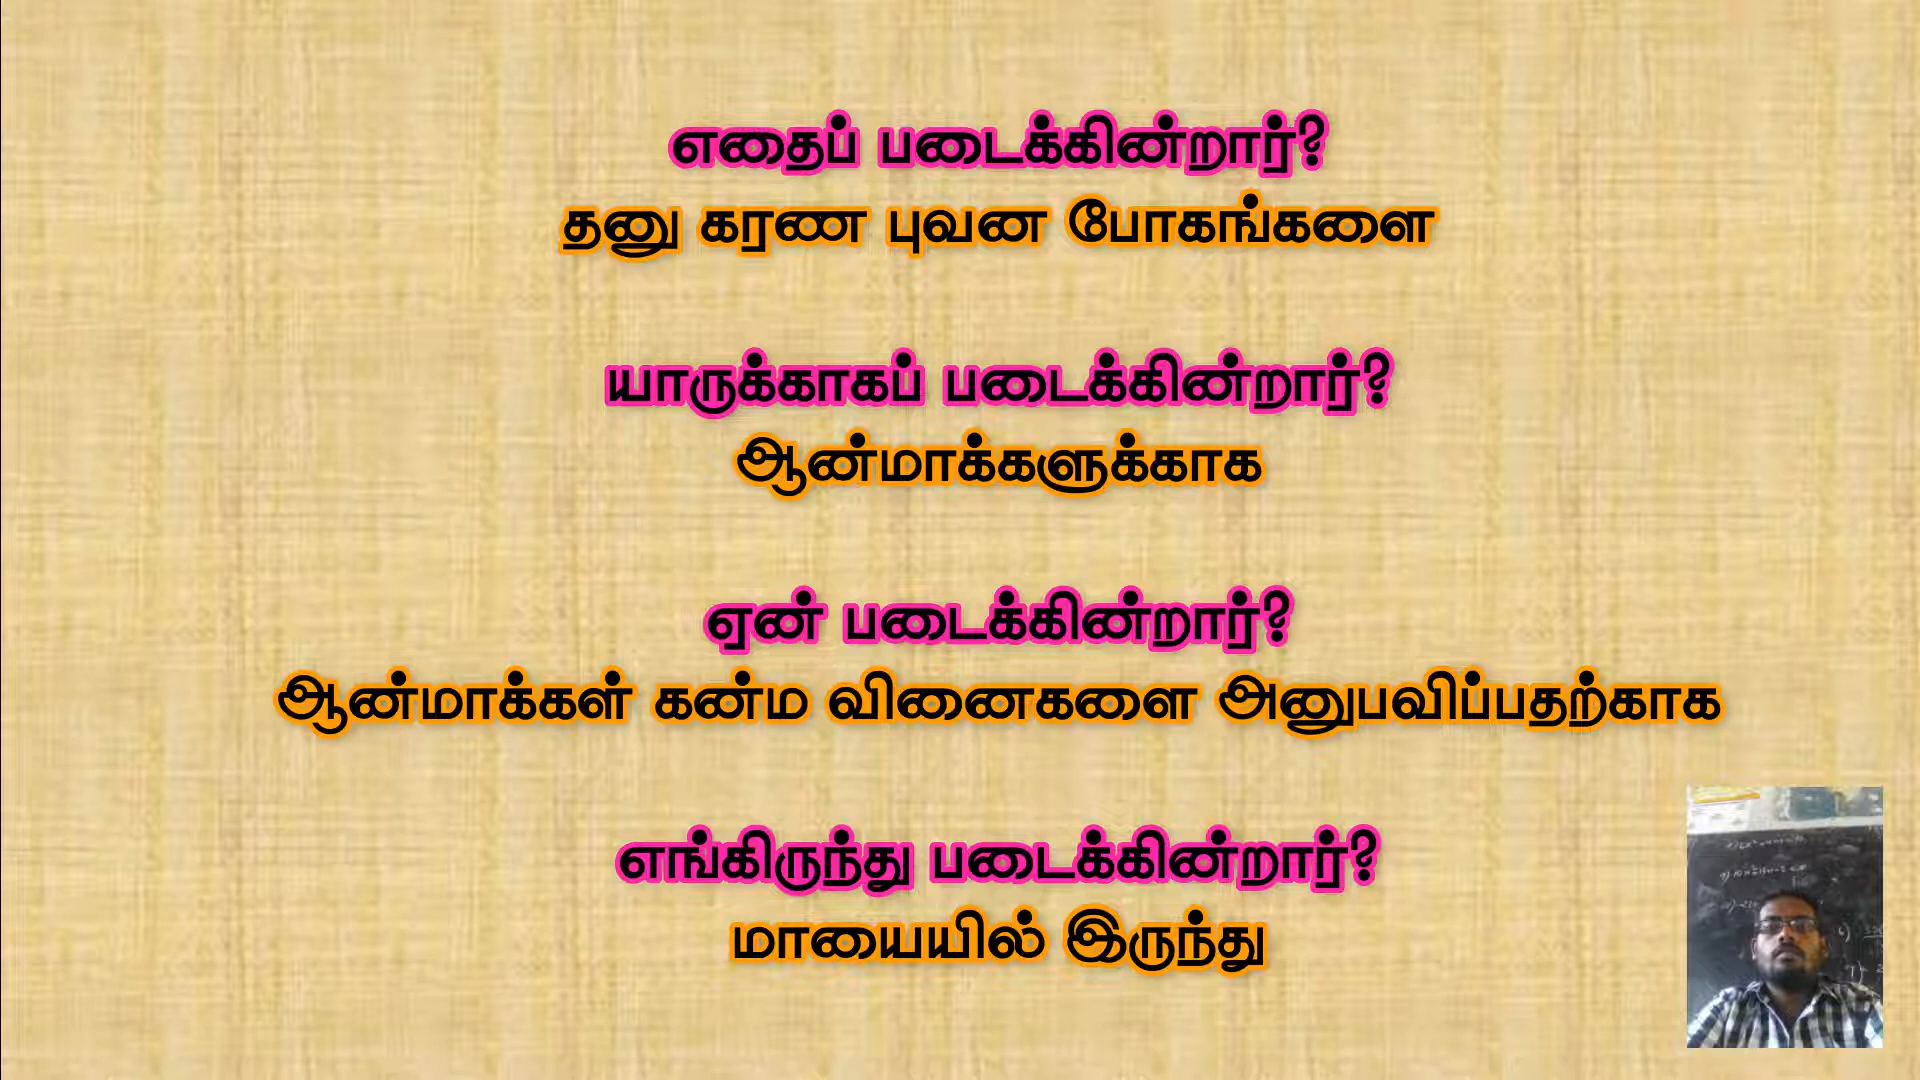 எதைப் படைக்கின்றார்?
தனு கரண புவன போகங்களை
யாருக்காகப் படைக்கின்றார்?
ஆன்மாக்களுக்காக
ஏன் படைக்கின்றார்?
ஆன்மாக்கள் கன்ம வினைகளை அனுபவிப்பதற்காக
எங்கிருந்து படைக்கின்றார்?
மாயையில் இருந்து